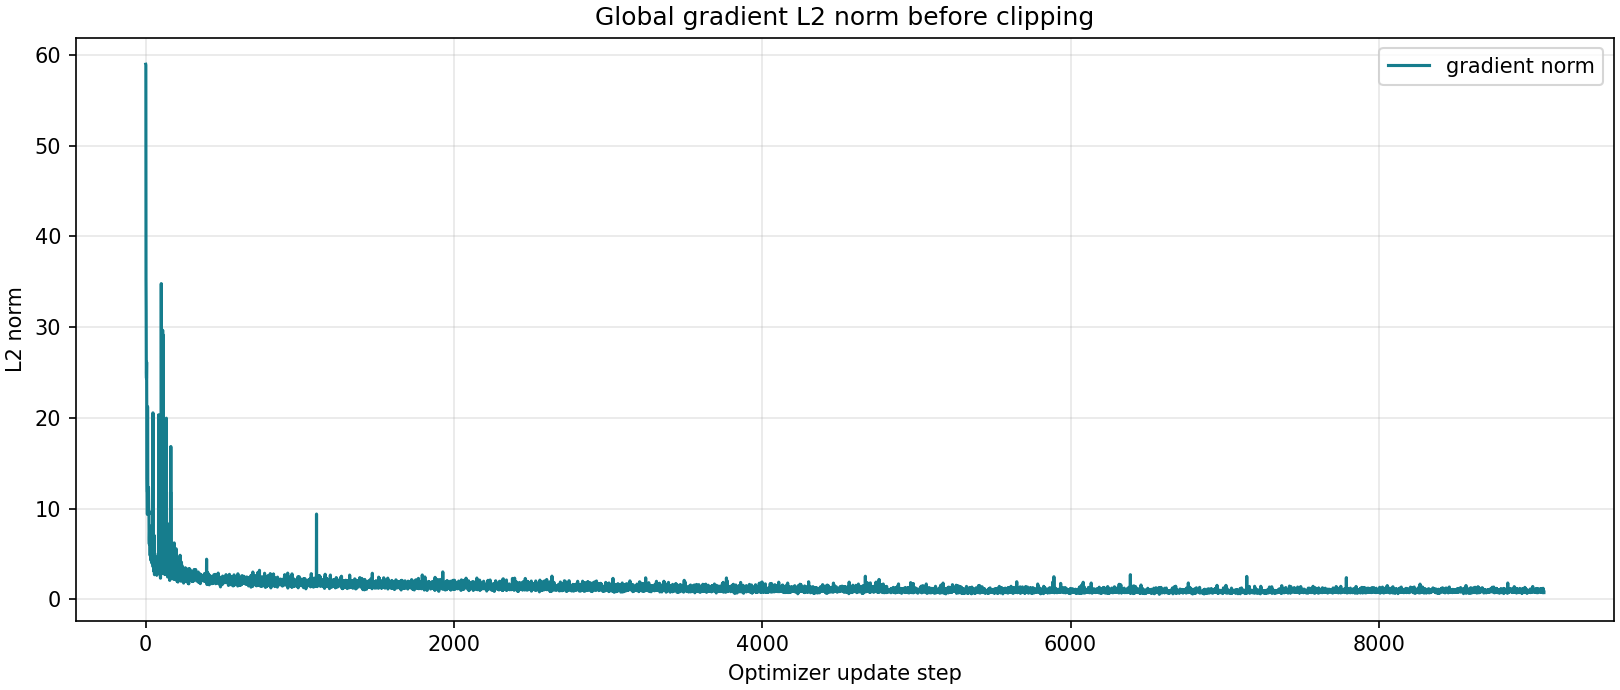 Global gradient L2 norm before clipping
gradient norm
60
50
40
30
20
10
0
L2 norm
0 2000 4000 6000 8000
Optimizer update step